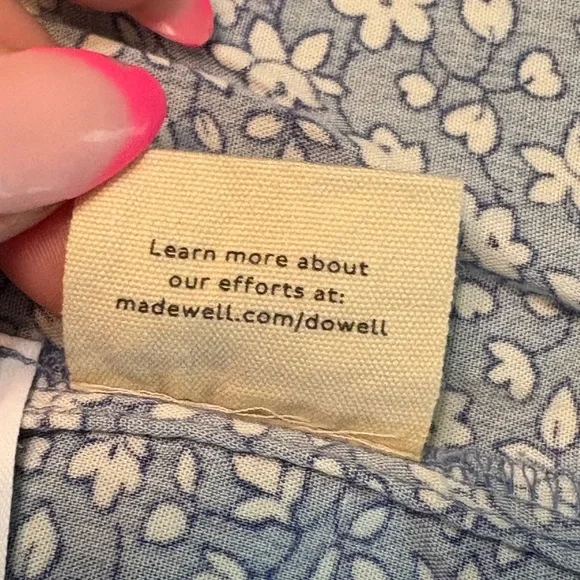 Learn more about
our efforts at:
madewell.com/dowell